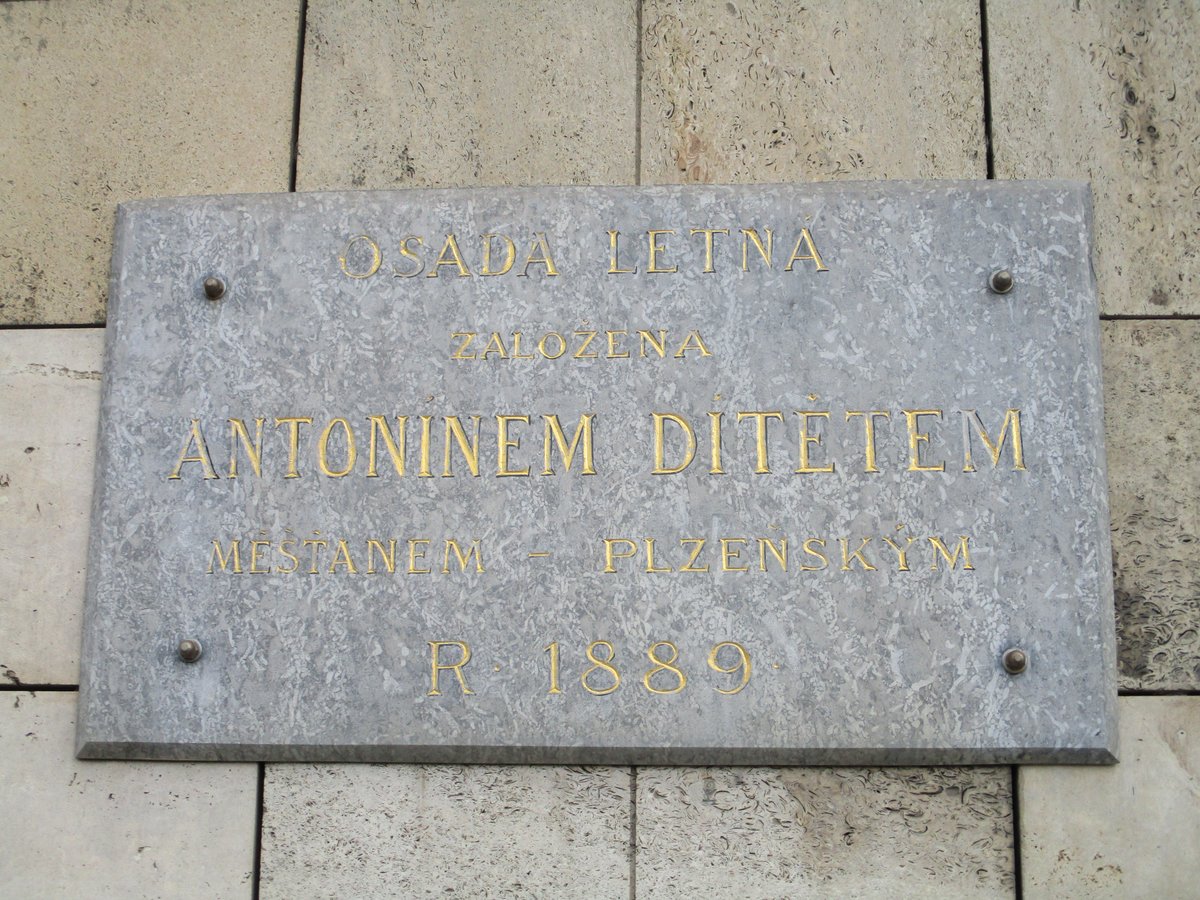 OSADA LETNÁ
ZALOŽENA
ANTONÍNEM DÍTĚTEM
MĚŠŤANEM - PLZEŇSKÝM
R. 1889.